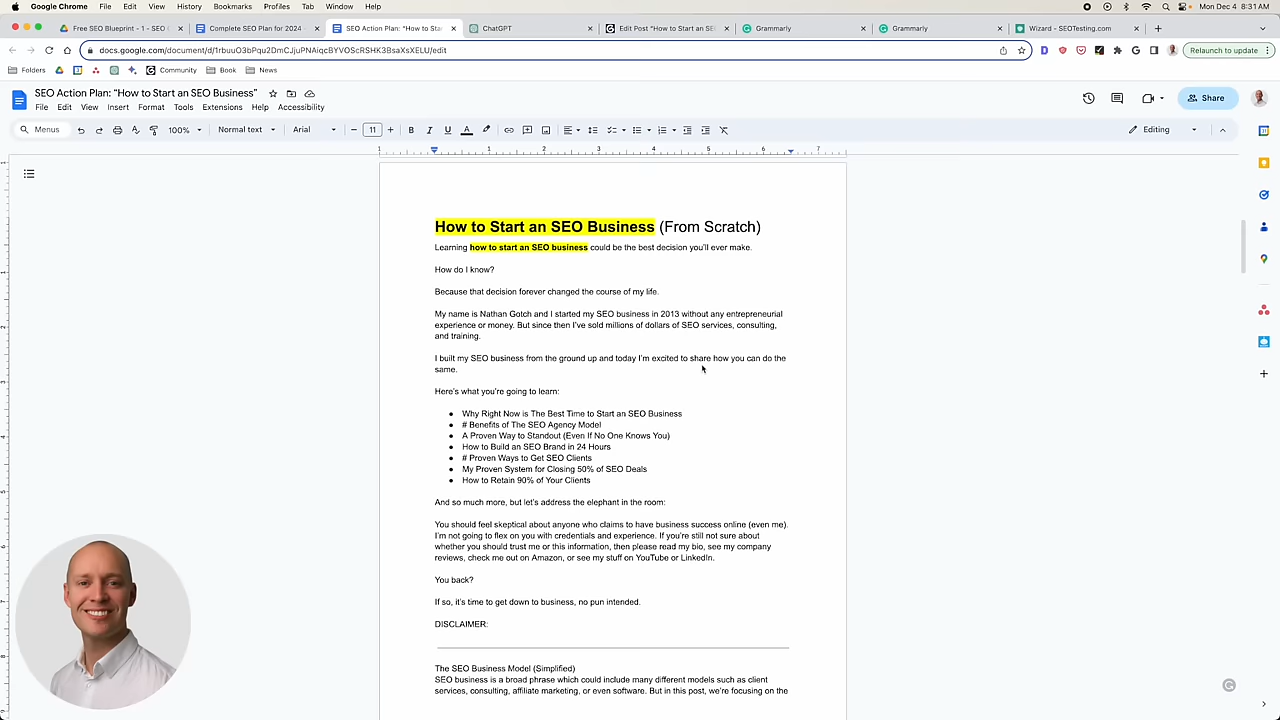 Google Chrome File Edit View History Bookmarks Profiles Tab Window Help Mon Dec 4 8:31 AM
Free SEO Blueprint - 1 - SEO Complete SEO Plan for 2024 - SEO Action Plan: “How to Sta ChatGPT Edit Post “How to Start an SE Grammarly Grammarly Wizard - SEOTesting.com
docs.google.com/document/d/1rbuuO3bPqu2DmCJjuPNAiqcBYVOScRSHK3BsaXsXELU/edit Relaunch to update
Folders Community Book News
SEO Action Plan: “How to Start an SEO Business”
File Edit View Insert Format Tools Extensions Help Accessibility
Share
Menus 100% Normal text Arial 11 Editing
1 1 2 3 4 5 6 7
How to Start an SEO Business (From Scratch)
Learning how to start an SEO business could be the best decision you'll ever make.
How do I know?
Because that decision forever changed the course of my life.
My name is Nathan Gotch and I started my SEO business in 2013 without any entrepreneurial
experience or money. But since then I've sold millions of dollars of SEO services, consulting,
and training.
I built my SEO business from the ground up and today I'm excited to share how you can do the
same.
Here's what you're going to learn:
● Why Right Now is The Best Time to Start an SEO Business
● # Benefits of The SEO Agency Model
● A Proven Way to Standout (Even If No One Knows You)
● How to Build an SEO Brand in 24 Hours
● # Proven Ways to Get SEO Clients
● My Proven System for Closing 50% of SEO Deals
● How to Retain 90% of Your Clients
And so much more, but let's address the elephant in the room:
You should feel skeptical about anyone who claims to have business success online (even me).
I'm not going to flex on you with credentials and experience. If you're still not sure about
whether you should trust me or this information, then please read my bio, see my company
reviews, check me out on Amazon, or see my stuff on YouTube or LinkedIn.
You back?
If so, it's time to get down to business, no pun intended.
DISCLAIMER:
The SEO Business Model (Simplified)
SEO business is a broad phrase which could include many different models such as client
services, consulting, affiliate marketing, or even software. But in this post, we're focusing on the